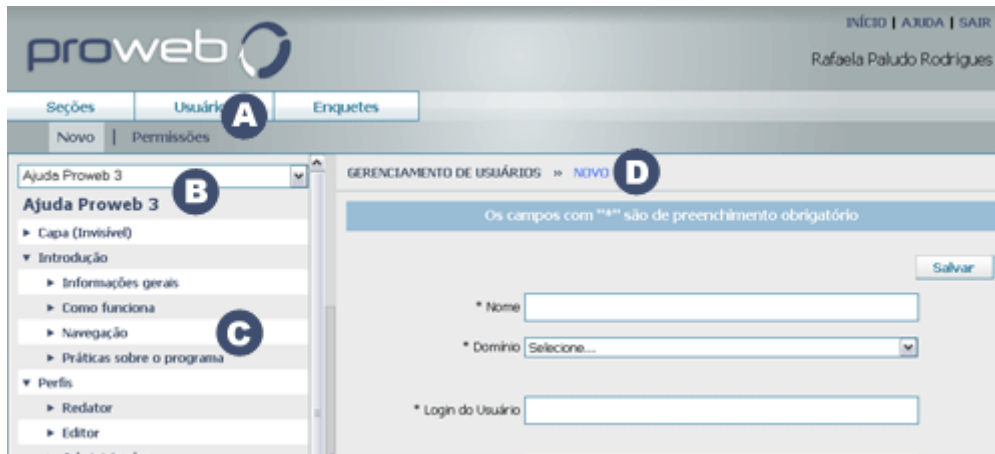 proweb
INÍCIO | AJUDA | SAIR
Rafaela Paludo Rodrigues
Seções
Enquetes
A
Novo | Permissões
Ajuda Proweb 3
B
Ajuda Proweb 3
Capa (Invisível)
Introdução
Informações gerais
Como funciona
Navegação
C
Práticas sobre o programa
Perfis
Redator
Editor
GERENCIAMENTO DE USUÁRIOS » NOVO
D
Os campos com "*" são de preenchimento obrigatório
Salvar
* Nome
* Domínio Selecione...
* Login do Usuário